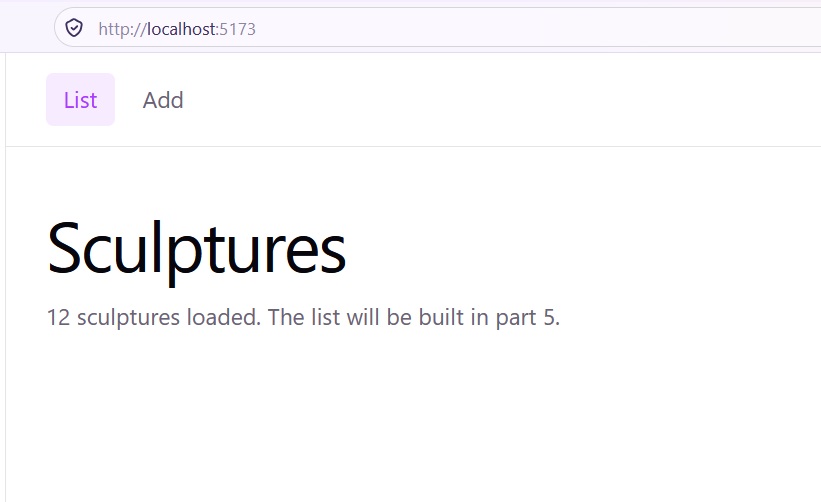 http://localhost:5173
List Add
Sculptures
12 sculptures loaded. The list will be built in part 5.